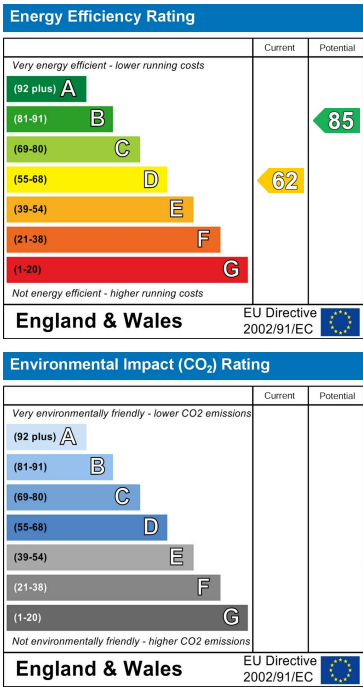 Energy Efficiency Rating
Current Potential
Very energy efficient - lower running costs
(92 plus) A
(81-91) B
(69-80) C
(55-68) D
(39-54) E
(21-38) F
(1-20) G
62
85
Not energy efficient - higher running costs
England & Wales
EU Directive
2002/91/EC
Environmental Impact (CO₂) Rating
Current Potential
Very environmentally friendly - lower CO2 emissions
(92 plus) A
(81-91) B
(69-80) C
(55-68) D
(39-54) E
(21-38) F
(1-20) G
Not environmentally friendly - higher CO2 emissions
England & Wales
EU Directive
2002/91/EC